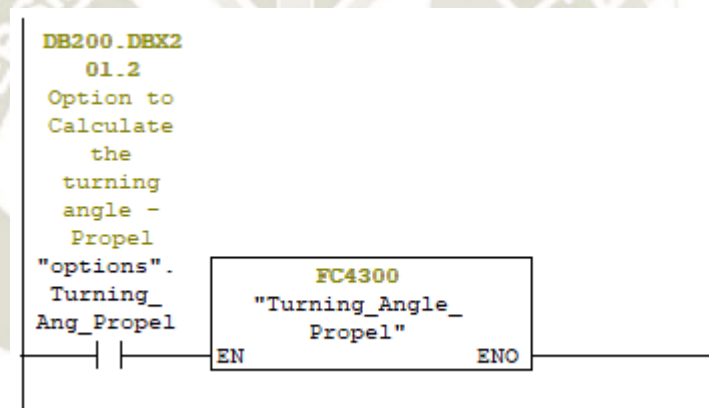 DB200.DBX2
01.2
Option to
Calculate
the
turning
angle -
Propel
"options".
Turning_
Ang_Propel
FC4300
"Turning_Angle_
Propel"
EN ENO